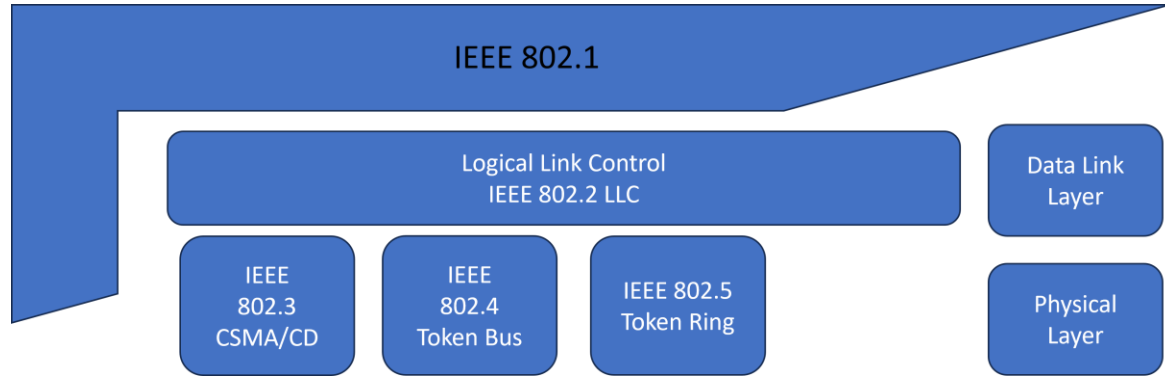 IEEE 802.1
Logical Link Control
IEEE 802.2 LLC
Data Link
Layer
IEEE
802.3
CSMA/CD
IEEE
802.4
Token Bus
IEEE 802.5
Token Ring
Physical
Layer